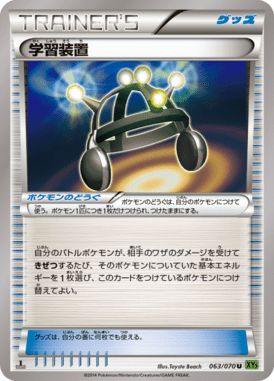 TRAINER'S
グッズ
学習装置
ポケモンのどうぐ
ポケモンのどうぐは、自分のポケモンにつけて
使う。ポケモン1匹につき1枚だけつけられ、つけたままにする。
自分のバトルポケモンが、相手のワザのダメージを受けて
きぜつするたび、そのポケモンについていた基本エネルギ
ーを1枚選び、このカードをつけているポケモンにつけ
替えてよい。
グッズは、自分の番に何枚でも使える。
Illus.Toyste Beach
063/070 U
XY5
©2014 Pokémon/Nintendo/Creatures/GAME FREAK.